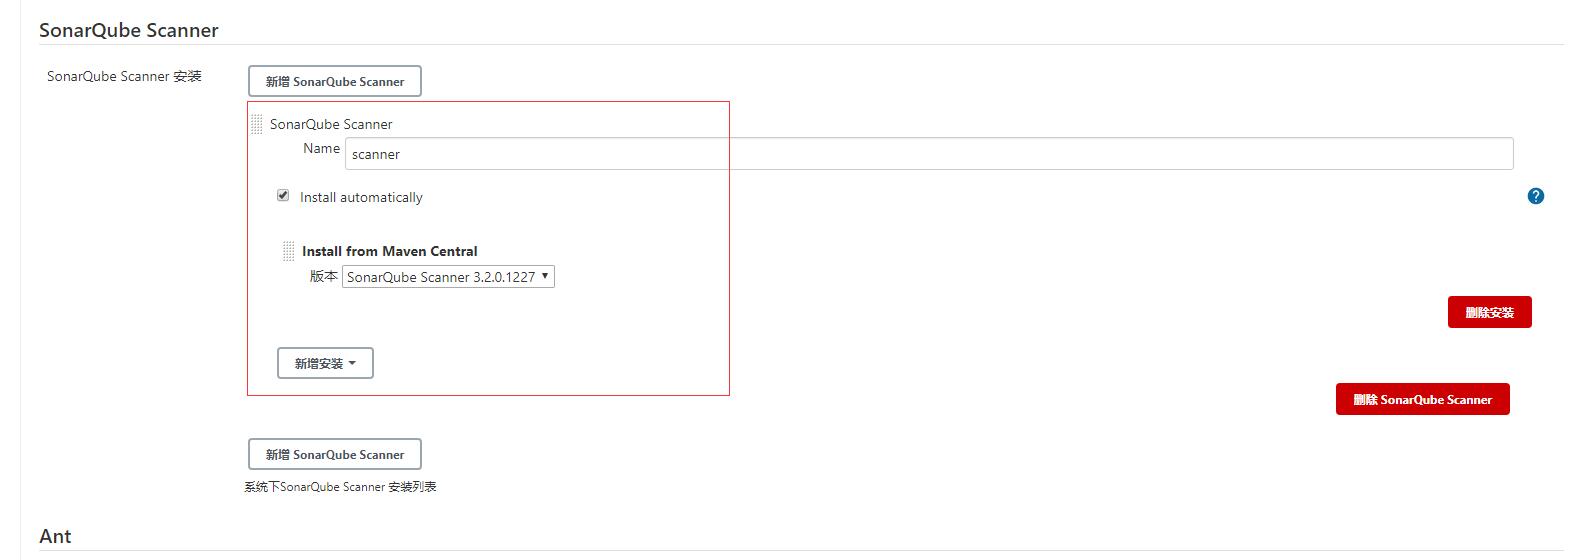 SonarQube Scanner
SonarQube Scanner 安装
新增 SonarQube Scanner
SonarQube Scanner
Name
scanner
Install automatically
?
Install from Maven Central
版本
SonarQube Scanner 3.2.0.1227
删除安装
新增安装
删除 SonarQube Scanner
新增 SonarQube Scanner
系统下SonarQube Scanner 安装列表
Ant